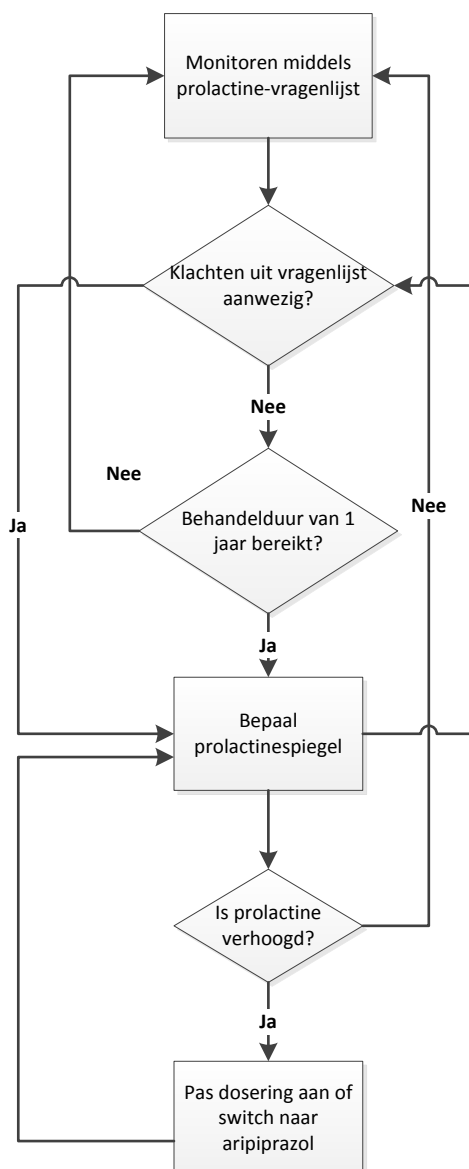 Monitoren middels
prolactine-vragenlijst
Klachten uit vragenlijst
aanwezig?
Nee
Nee
Behandelduur van 1
jaar bereikt?
Nee
Ja
Ja
Bepaal
prolactinespiegel
Is prolactine
verhoogd?
Ja
Pas dosering aan of
switch naar
aripiprazol